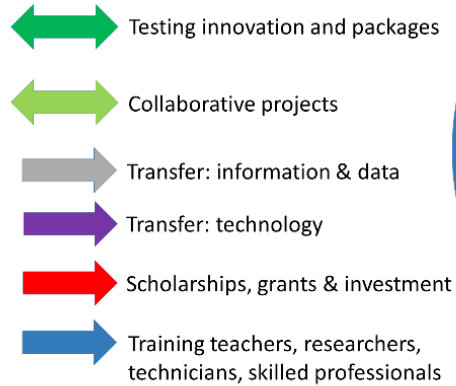 Testing innovation and packages
Collaborative projects
Transfer: information & data
Transfer: technology
Scholarships, grants & investment
Training teachers, researchers,
technicians, skilled professionals